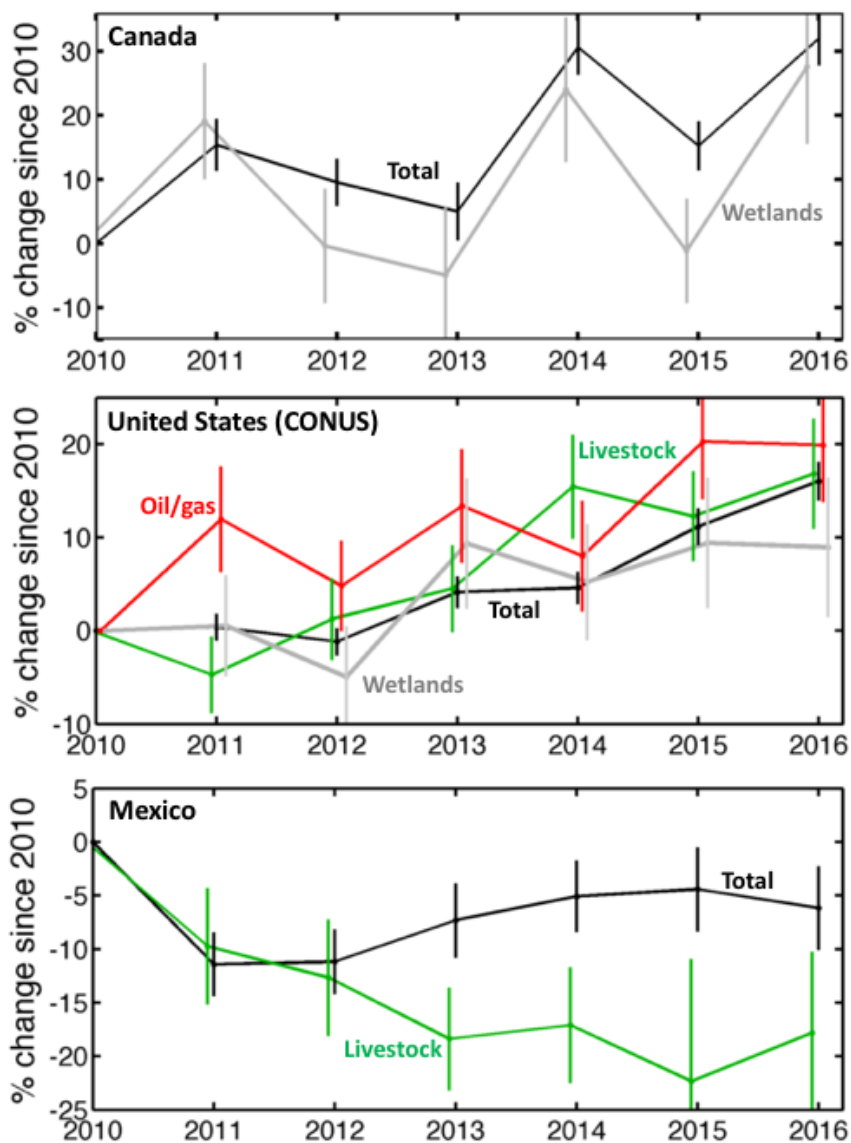 Canada
% change since 2010
30
20
10
0
-10
Total
Wetlands
2010 2011 2012 2013 2014 2015 2016
United States (CONUS)
% change since 2010
20
10
0
-10
Oil/gas
Livestock
Total
Wetlands
2010 2011 2012 2013 2014 2015 2016
Mexico
% change since 2010
5
0
-5
-10
-15
-20
-25
Total
Livestock
2010 2011 2012 2013 2014 2015 2016